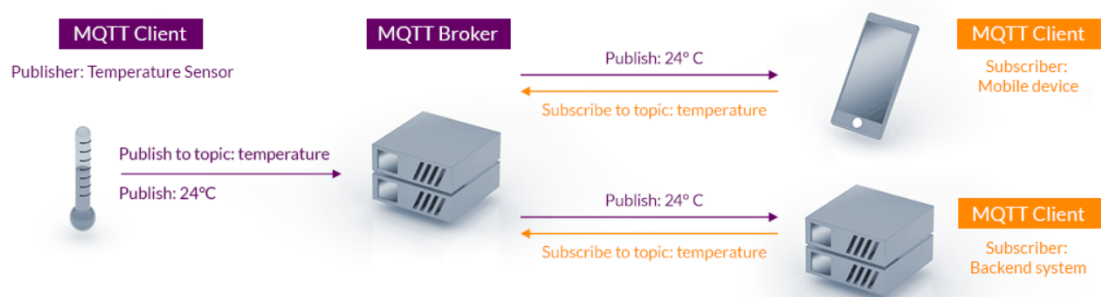 MQTT Client
Publisher: Temperature Sensor
Publish to topic: temperature
Publish: 24°C
MQTT Broker
Publish: 24° C
Subscribe to topic: temperature
MQTT Client
Subscriber:
Mobile device
Publish: 24° C
Subscribe to topic: temperature
MQTT Client
Subscriber:
Backend system